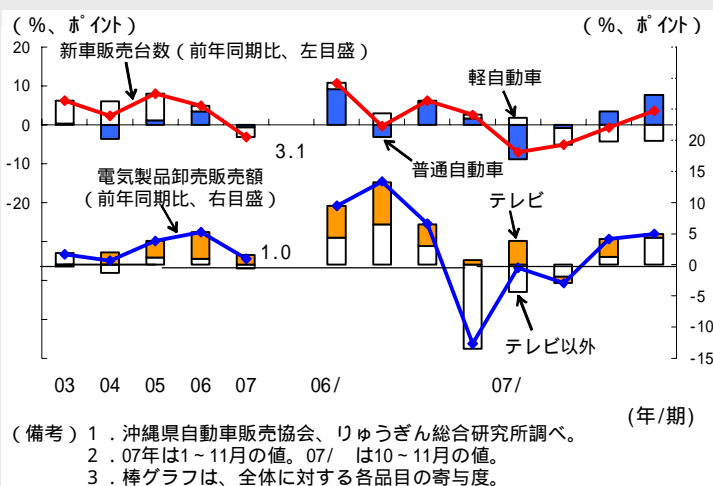 (%、ポイント) (%、ポイント)
新車販売台数(前年同期比、左目盛)
軽自動車
普通自動車
3.1
電気製品卸売販売額
(前年同期比、右目盛)
テレビ
1.0
テレビ以外
20
10
0
-10
-20
20
15
10
5
0
-5
-10
-15
03 04 05 06 07 06/ 07/
(年/期)
(備考)1.沖縄県自動車販売協会、りゅうぎん総合研究所調べ。
2.07年は1~11月の値。07/ は10~11月の値。
3.棒グラフは、全体に対する各品目の寄与度。